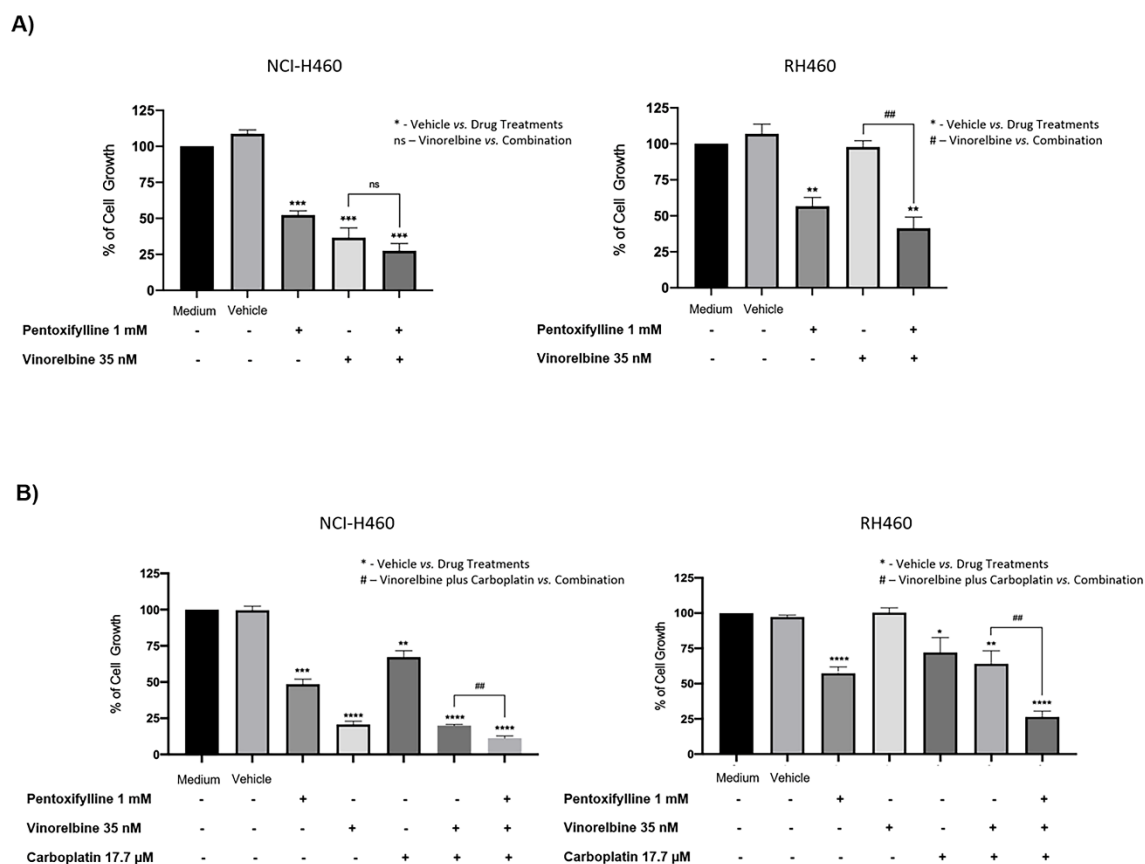 A)
NCI-H460
* - Vehicle vs. Drug Treatments
ns – Vinorelbine vs. Combination
% of Cell Growth
125
100
75
50
25
0
***
***
***
ns
Medium Vehicle
Pentoxifylline 1 mM - - + - +
Vinorelbine 35 nM - - - + +
RH460
* - Vehicle vs. Drug Treatments
# – Vinorelbine vs. Combination
% of Cell Growth
125
100
75
50
25
0
**
##
**
Medium Vehicle
Pentoxifylline 1 mM - - + - +
Vinorelbine 35 nM - - - + +
B)
NCI-H460
* - Vehicle vs. Drug Treatments
# – Vinorelbine plus Carboplatin vs. Combination
% of Cell Growth
125
100
75
50
25
0
***
****
**
****
##
****
Medium Vehicle
Pentoxifylline 1 mM - - + - - - +
Vinorelbine 35 nM - - - + - + +
Carboplatin 17.7 µM - - - - + + +
RH460
* - Vehicle vs. Drug Treatments
# – Vinorelbine plus Carboplatin vs. Combination
% of Cell Growth
125
100
75
50
25
0
****
*
**
##
****
Medium Vehicle
Pentoxifylline 1 mM - - + - - - +
Vinorelbine 35 nM - - - + - + +
Carboplatin 17.7 µM - - - - + + +